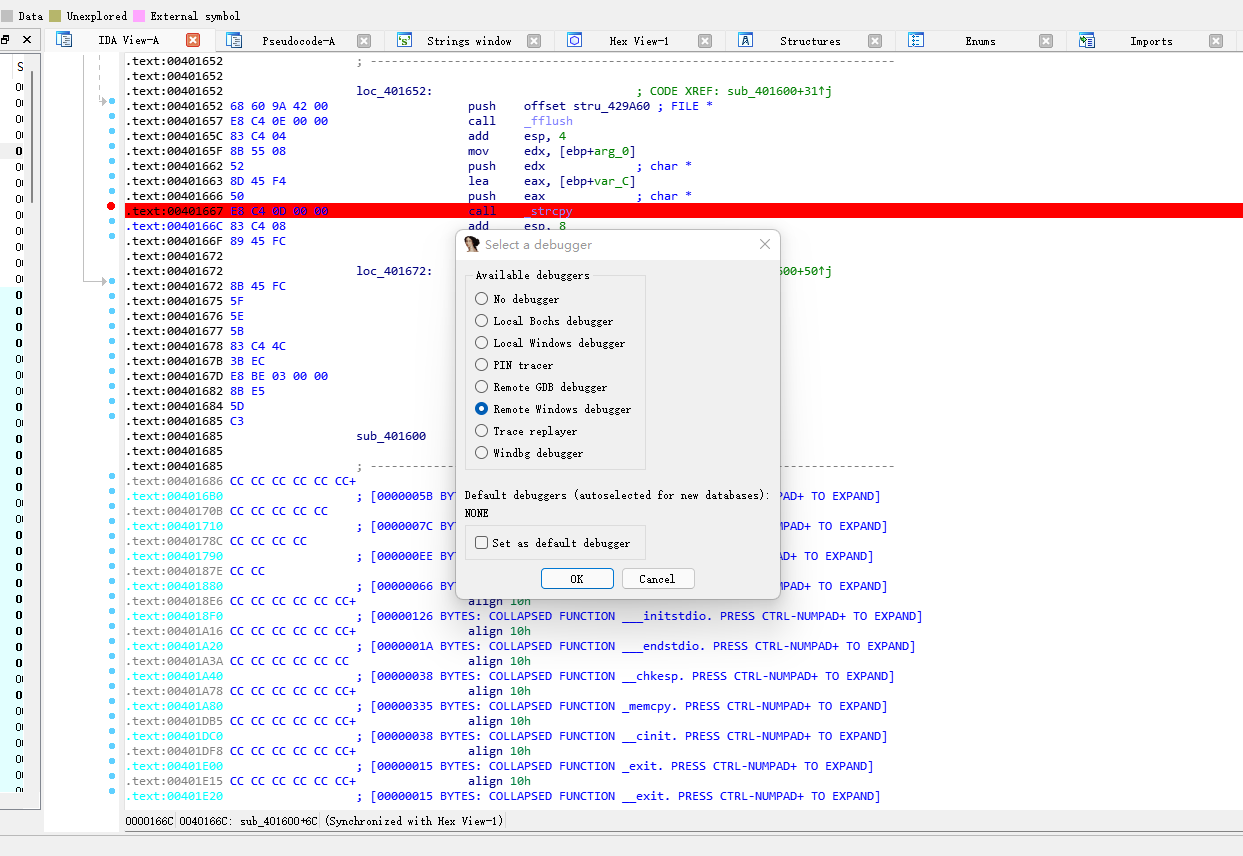 Data Unexplored External symbol
IDA View-A Pseudocode-A Strings window Hex View-1 Structures Enums Imports
.text:00401652 ; ---------------------------------------------------------------------------
.text:00401652
.text:00401652 loc_401652: ; CODE XREF: sub_401600+31↑j
.text:00401652 68 60 9A 42 00 push offset stru_429A60 ; FILE *
.text:00401657 E8 C4 0E 00 00 call _fflush
.text:0040165C 83 C4 04 add esp, 4
.text:0040165F 8B 55 08 mov edx, [ebp+arg_0]
.text:00401662 52 push edx ; char *
.text:00401663 8D 45 F4 lea eax, [ebp+var_C]
.text:00401666 50 push eax ; char *
.text:00401667 E8 C4 0D 00 00 call _strcpy
.text:0040166C 83 C4 08 add esp, 8
.text:0040166F 89 45 FC
.text:00401672
.text:00401672 loc_401672: 600+50↑j
.text:00401672 8B 45 FC
.text:00401675 5F
.text:00401676 5E
.text:00401677 5B
.text:00401678 83 C4 4C
.text:0040167B 3B EC
.text:0040167D E8 BE 03 00 00
.text:00401682 8B E5
.text:00401684 5D
.text:00401685 C3
.text:00401685 sub_401600
.text:00401685
.text:00401685 ; ------------
.text:00401686 CC CC CC CC CC CC+
.text:004016B0 ; [0000005B BY PAD+ TO EXPAND]
.text:0040170B CC CC CC CC CC
.text:00401710 ; [0000007C BY NUMPAD+ TO EXPAND]
.text:0040178C CC CC CC CC
.text:00401790 ; [000000EE BY D+ TO EXPAND]
.text:0040187E CC CC
.text:00401880 ; [00000066 BY MPAD+ TO EXPAND]
.text:004018E6 CC CC CC CC CC CC+ align 10h
.text:004018F0 ; [00000126 BYTES: COLLAPSED FUNCTION ___initstdio. PRESS CTRL-NUMPAD+ TO EXPAND]
.text:00401A16 CC CC CC CC CC CC+ align 10h
.text:00401A20 ; [0000001A BYTES: COLLAPSED FUNCTION ___endstdio. PRESS CTRL-NUMPAD+ TO EXPAND]
.text:00401A3A CC CC CC CC CC CC align 10h
.text:00401A40 ; [00000038 BYTES: COLLAPSED FUNCTION __chkesp. PRESS CTRL-NUMPAD+ TO EXPAND]
.text:00401A78 CC CC CC CC CC CC+ align 10h
.text:00401A80 ; [00000335 BYTES: COLLAPSED FUNCTION _memcpy. PRESS CTRL-NUMPAD+ TO EXPAND]
.text:00401DB5 CC CC CC CC CC CC+ align 10h
.text:00401DC0 ; [00000038 BYTES: COLLAPSED FUNCTION __cinit. PRESS CTRL-NUMPAD+ TO EXPAND]
.text:00401DF8 CC CC CC CC CC CC+ align 10h
.text:00401E00 ; [00000015 BYTES: COLLAPSED FUNCTION _exit. PRESS CTRL-NUMPAD+ TO EXPAND]
.text:00401E15 CC CC CC CC CC CC+ align 10h
.text:00401E20 ; [00000015 BYTES: COLLAPSED FUNCTION __exit. PRESS CTRL-NUMPAD+ TO EXPAND]
0000166C 0040166C: sub_401600+6C (Synchronized with Hex View-1)
Select a debugger
Available debuggers
No debugger
Local Bochs debugger
Local Windows debugger
PIN tracer
Remote GDB debugger
Remote Windows debugger
Trace replayer
Windbg debugger
Default debuggers (autoselected for new databases):
NONE
Set as default debugger
OK Cancel